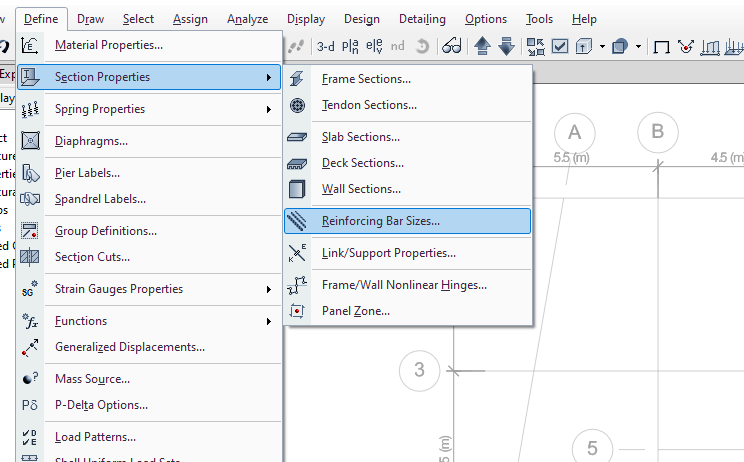 Define Draw Select Assign Analyze Display Design Detailing Options Tools Help
Material Properties...
3-d
nd
Section Properties
Frame Sections...
Spring Properties
Tendon Sections...
Diaphragms...
Slab Sections...
A
B
Pier Labels...
Deck Sections...
5.5 (m)
4.5 (m)
Spandrel Labels...
Wall Sections...
Group Definitions...
Reinforcing Bar Sizes...
Section Cuts...
Link/Support Properties...
Strain Gauges Properties
Frame/Wall Nonlinear Hinges...
Functions
Panel Zone...
Generalized Displacements...
3
Mass Source...
P-Delta Options...
Load Patterns...
5
Shell Uniform Load Sets...